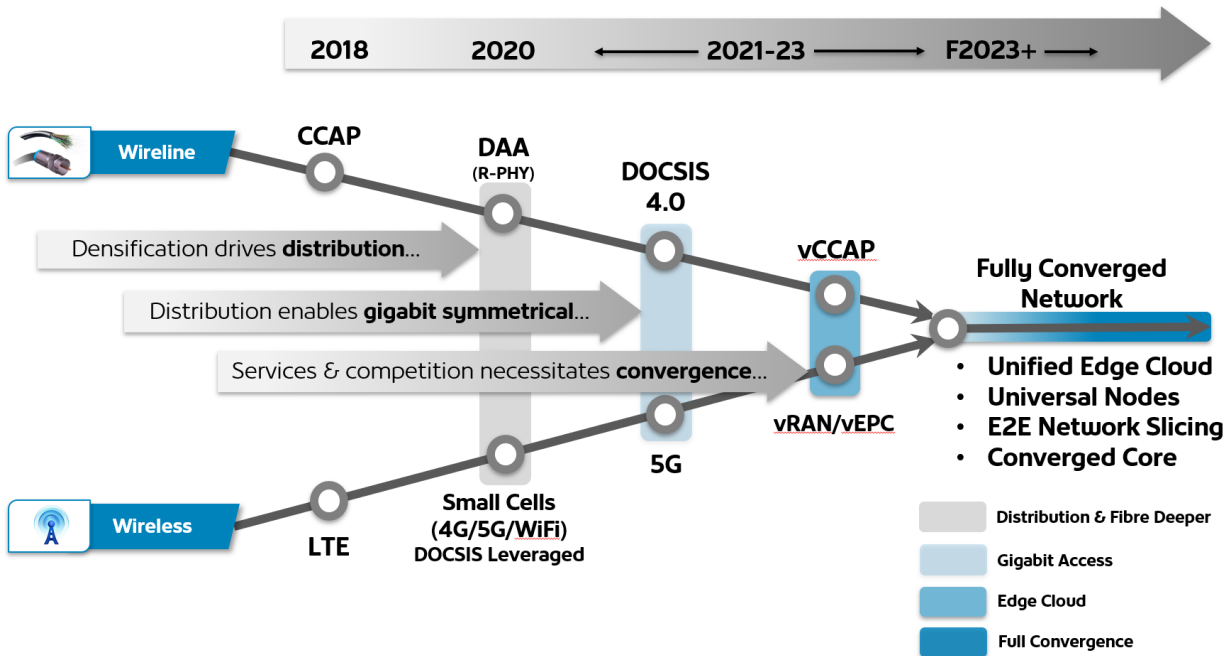 2018
2020
2021-23
F2023+
Wireline
CCAP
DAA
(R-PHY)
DOCSIS
4.0
vCCAP
Densification drives distribution...
Distribution enables gigabit symmetrical...
Services & competition necessitates convergence...
Fully Converged
Network
• Unified Edge Cloud
• Universal Nodes
• E2E Network Slicing
• Converged Core
vRAN/vEPC
5G
Small Cells
(4G/5G/WiFi)
DOCSIS Leveraged
LTE
Wireless
Distribution & Fibre Deeper
Gigabit Access
Edge Cloud
Full Convergence